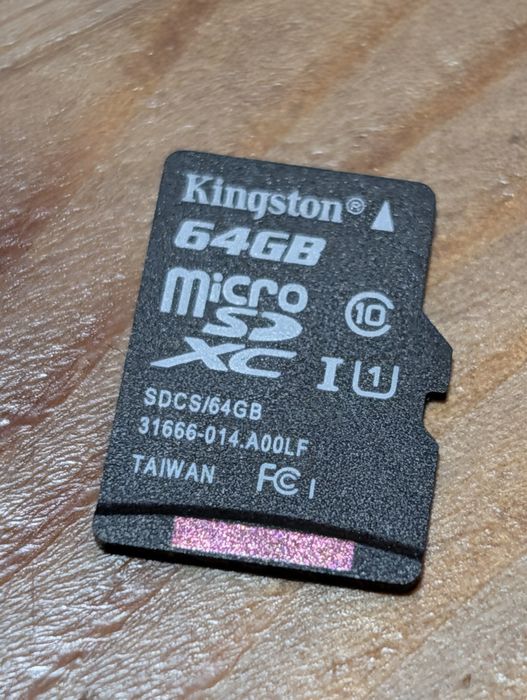 Kingston®
64GB
micro
SD
XC
10
I 1
SDCS/64GB
31666-014.A00LF
TAIWAN FC I